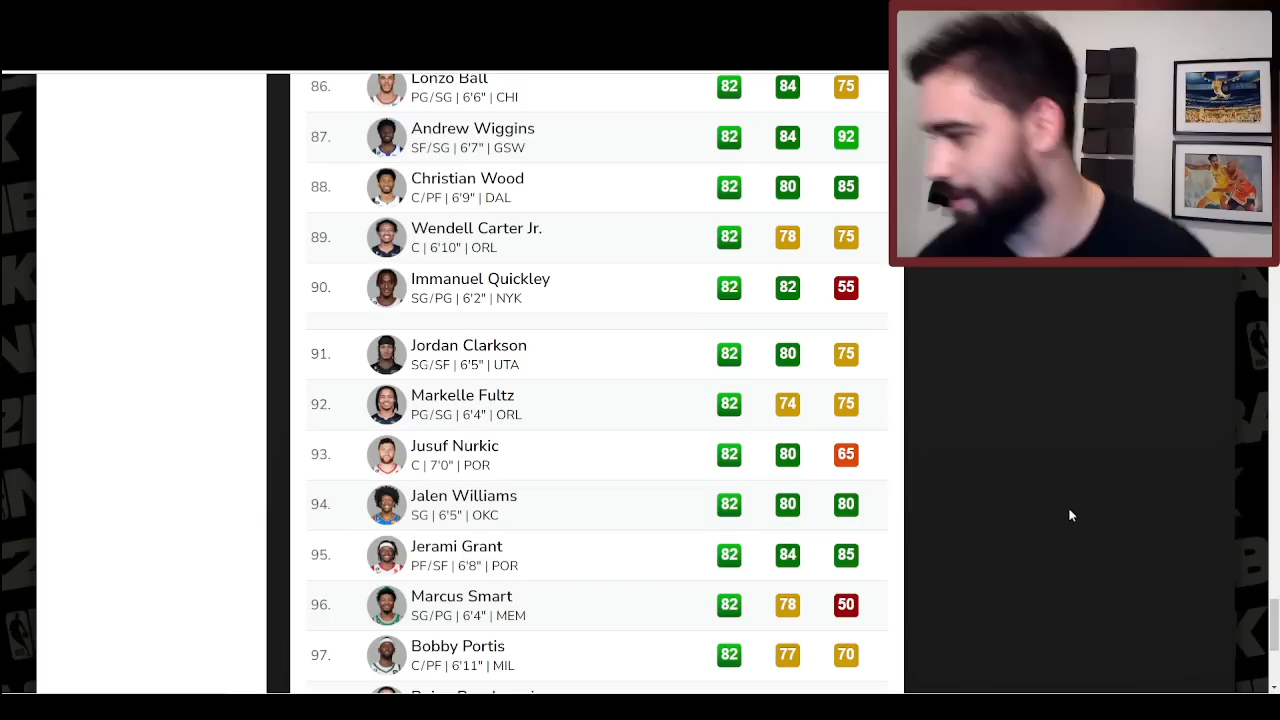 86. Lonzo Ball 82 84 75
PG/SG | 6'6" | CHI
87. Andrew Wiggins 82 84 92
SF/SG | 6'7" | GSW
88. Christian Wood 82 80 85
C/PF | 6'9" | DAL
89. Wendell Carter Jr. 82 78 75
C | 6'10" | ORL
90. Immanuel Quickley 82 82 55
SG/PG | 6'2" | NYK
91. Jordan Clarkson 82 80 75
SG/SF | 6'5" | UTA
92. Markelle Fultz 82 74 75
PG/SG | 6'4" | ORL
93. Jusuf Nurkic 82 80 65
C | 7'0" | POR
94. Jalen Williams 82 80 80
SG | 6'5" | OKC
95. Jerami Grant 82 84 85
PF/SF | 6'8" | POR
96. Marcus Smart 82 78 50
SG/PG | 6'4" | MEM
97. Bobby Portis 82 77 70
C/PF | 6'11" | MIL